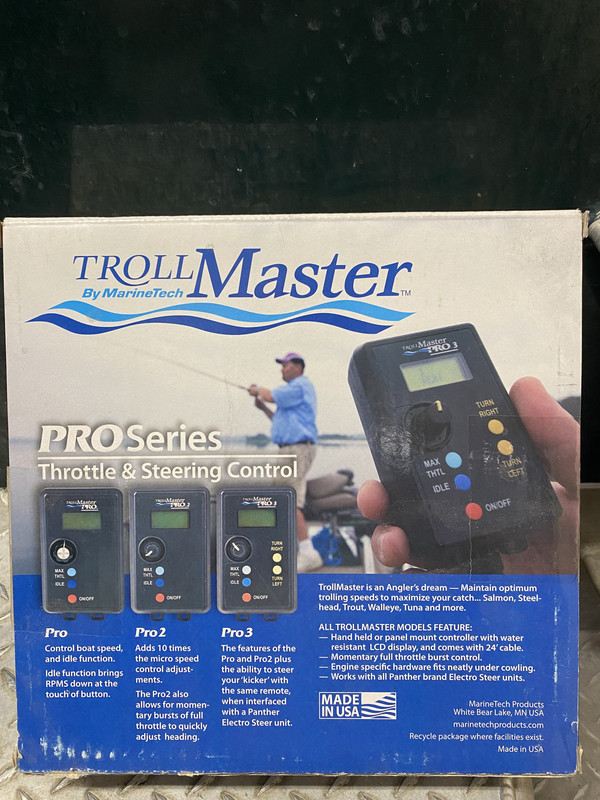 TROLLMaster™
By MarineTech
TROLLMaster
PRO 3
TURN
RIGHT
MAX
THTL
TURN
LEFT
IDLE
ON/OFF
PRO Series
Throttle & Steering Control
TROLLMaster
PRO
MAX
THTL
IDLE
ON/OFF
TROLLMaster
PRO 2
MAX
THTL
IDLE
ON/OFF
TROLLMaster
PRO 3
TURN
RIGHT
MAX
THTL
IDLE
TURN
LEFT
ON/OFF
Pro
Control boat speed,
and idle function.
Idle function brings
RPMS down at the
touch of button.
Pro 2
Adds 10 times
the micro speed
control adjust-
ments.
The Pro2 also
allows for momen-
tary bursts of full
throttle to quickly
adjust heading.
Pro 3
The features of the
Pro and Pro2 plus
the ability to steer
your 'kicker' with
the same remote,
when interfaced
with a Panther
Electro Steer unit.
TrollMaster is an Angler's dream — Maintain optimum
trolling speeds to maximize your catch... Salmon, Steel-
head, Trout, Walleye, Tuna and more.
ALL TROLLMASTER MODELS FEATURE:
— Hand held or panel mount controller with water
resistant LCD display, and comes with 24' cable.
— Momentary full throttle burst control.
— Engine specific hardware fits neatly under cowling.
— Works with all Panther brand Electro Steer units.
MADE
IN USA
MarineTech Products
White Bear Lake, MN USA
marinetechproducts.com
Recycle package where facilities exist.
Made in USA